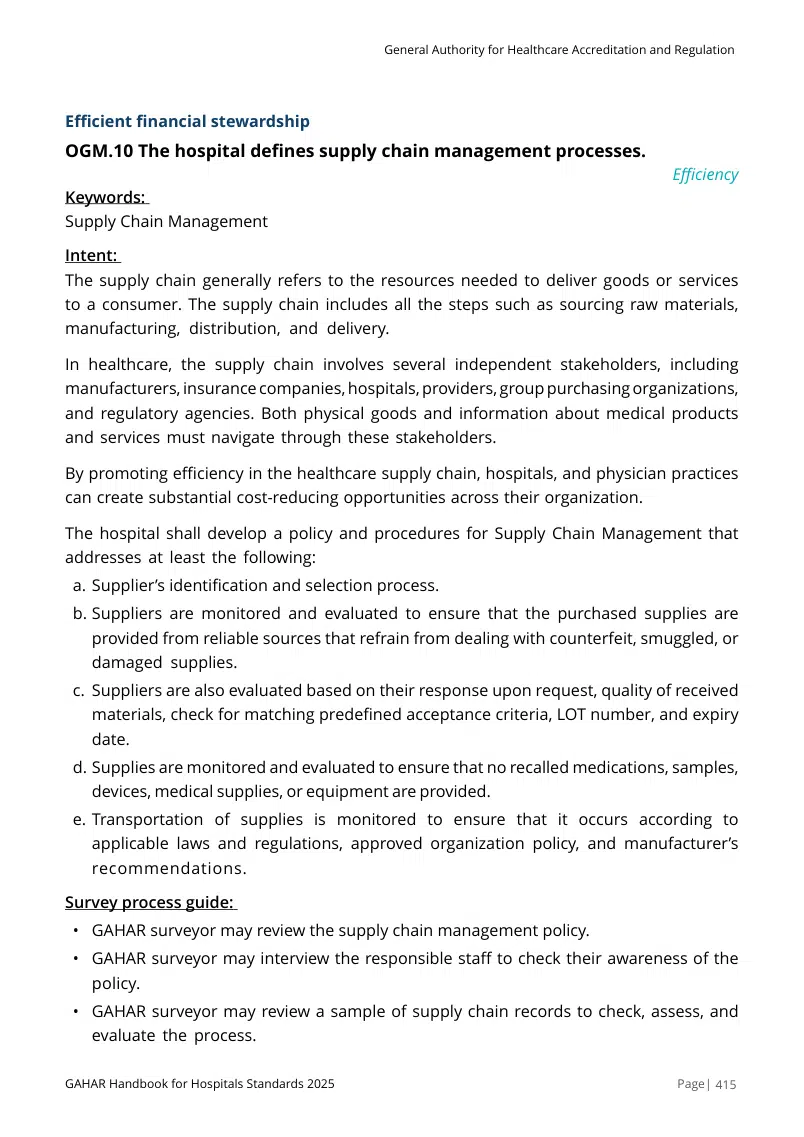 General Authority for Healthcare Accreditation and Regulation
Efficient financial stewardship
OGM.10 The hospital defines supply chain management processes.
Efficiency
Keywords:
Supply Chain Management
Intent:
The supply chain generally refers to the resources needed to deliver goods or services
to a consumer. The supply chain includes all the steps such as sourcing raw materials,
manufacturing, distribution, and delivery.
In healthcare, the supply chain involves several independent stakeholders, including
manufacturers, insurance companies, hospitals, providers, group purchasing organizations,
and regulatory agencies. Both physical goods and information about medical products
and services must navigate through these stakeholders.
By promoting efficiency in the healthcare supply chain, hospitals, and physician practices
can create substantial cost-reducing opportunities across their organization.
The hospital shall develop a policy and procedures for Supply Chain Management that
addresses at least the following:
a. Supplier’s identification and selection process.
b. Suppliers are monitored and evaluated to ensure that the purchased supplies are
provided from reliable sources that refrain from dealing with counterfeit, smuggled, or
damaged supplies.
c. Suppliers are also evaluated based on their response upon request, quality of received
materials, check for matching predefined acceptance criteria, LOT number, and expiry
date.
d. Supplies are monitored and evaluated to ensure that no recalled medications, samples,
devices, medical supplies, or equipment are provided.
e. Transportation of supplies is monitored to ensure that it occurs according to
applicable laws and regulations, approved organization policy, and manufacturer’s
recommendations.
Survey process guide:
• GAHAR surveyor may review the supply chain management policy.
• GAHAR surveyor may interview the responsible staff to check their awareness of the
policy.
• GAHAR surveyor may review a sample of supply chain records to check, assess, and
evaluate the process.
GAHAR Handbook for Hospitals Standards 2025
Page| 415